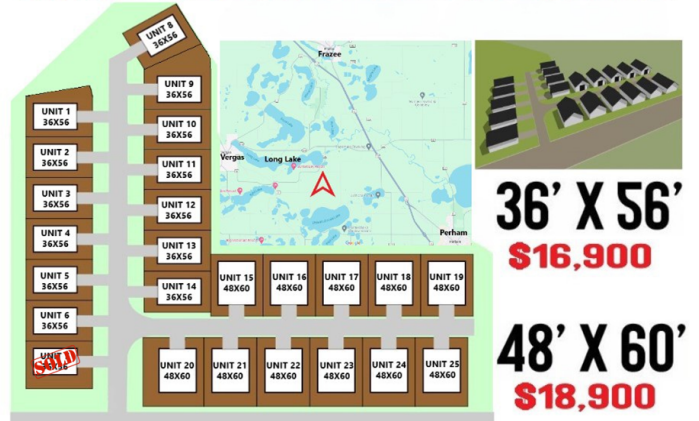 UNIT 8
36X56
UNIT 9
36X56
UNIT 10
36X56
UNIT 11
36X56
UNIT 12
36X56
UNIT 13
36X56
UNIT 14
36X56
UNIT 1
36X56
UNIT 2
36X56
UNIT 3
36X56
UNIT 4
36X56
UNIT 5
36X56
UNIT 6
36X56
SOLD
UNIT 15
48X60
UNIT 16
48X60
UNIT 17
48X60
UNIT 18
48X60
UNIT 19
48X60
UNIT 20
48X60
UNIT 21
48X60
UNIT 22
48X60
UNIT 23
48X60
UNIT 24
48X60
UNIT 25
48X60
Frazee
Vergas
Long Lake
Perham
36’ X 56’
$16,900
48’ X 60’
$18,900